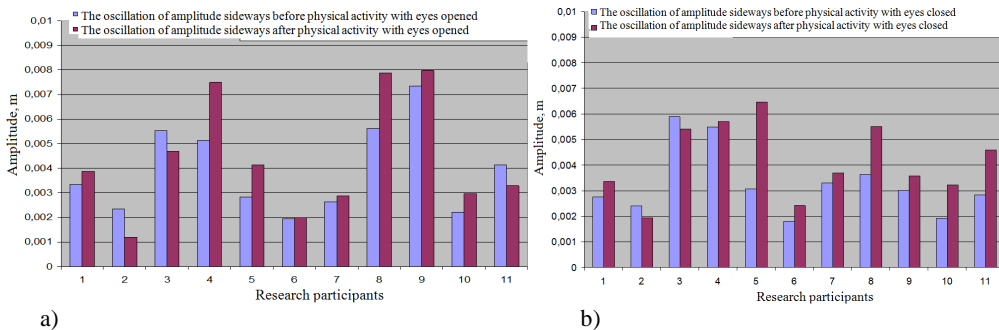 The oscillation of amplitude sideways before physical activity with eyes opened
The oscillation of amplitude sideways after physical activity with eyes opened
0,01
0,009
0,008
0,007
0,006
0,005
0,004
0,003
0,002
0,001
0
Amplitude, m
1 2 3 4 5 6 7 8 9 10 11
Research participants
a)
The oscillation of amplitude sideways before physical activity with eyes closed
The oscillation of amplitude sideways after physical activity with eyes closed
0,01
0,009
0,008
0,007
0,006
0,005
0,004
0,003
0,002
0,001
0
Amplitude, m
1 2 3 4 5 6 7 8 9 10 11
Research participants
b)